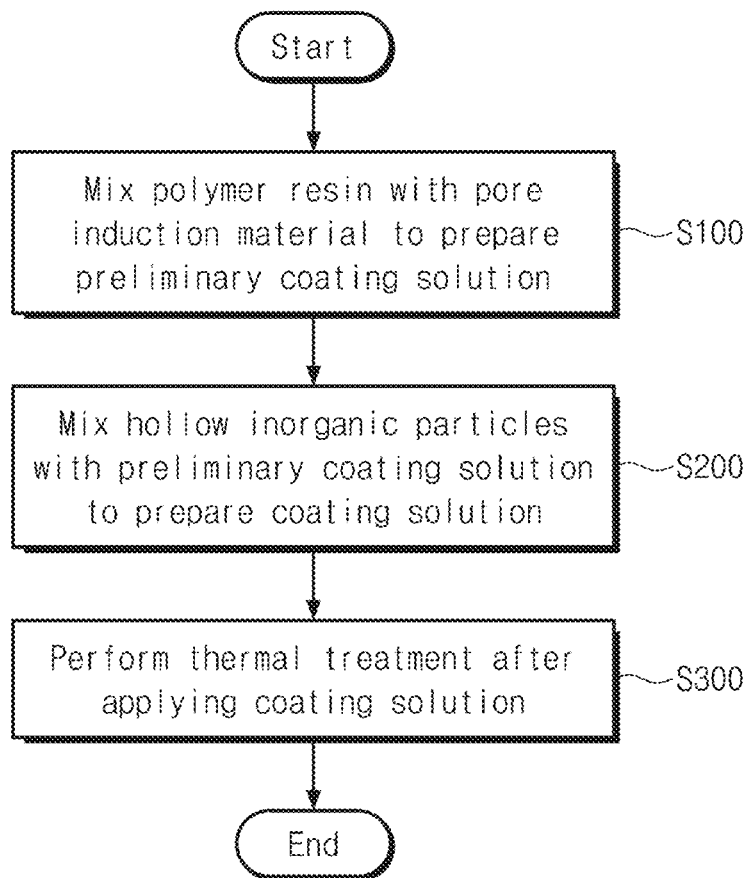 Start
Mix polymer resin with pore
induction material to prepare
preliminary coating solution
S100
Mix hollow inorganic particles
with preliminary coating solution
to prepare coating solution
S200
Perform thermal treatment after
applying coating solution
S300
End